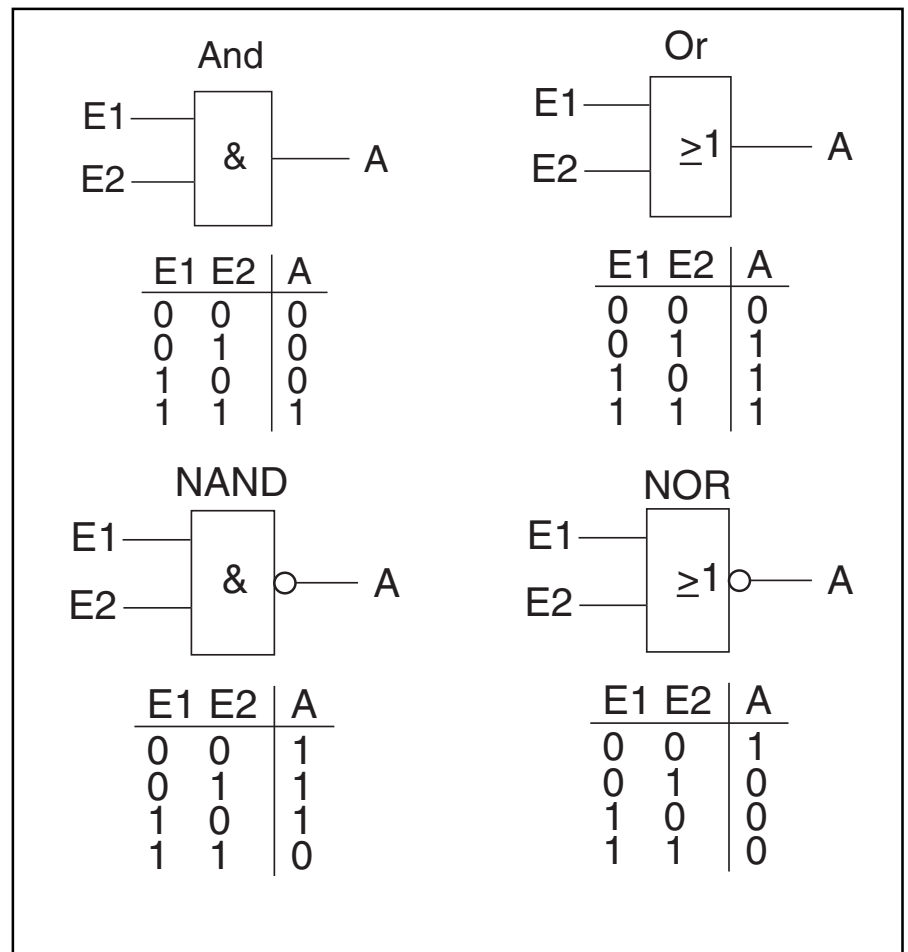 And
E1
E2
&
A
E1 E2 A
0 0 0
0 1 0
1 0 0
1 1 1
Or
E1
E2
≥1
A
E1 E2 A
0 0 0
0 1 1
1 0 1
1 1 1
NAND
E1
E2
&
A
E1 E2 A
0 0 1
0 1 1
1 0 1
1 1 0
NOR
E1
E2
≥1
A
E1 E2 A
0 0 1
0 1 0
1 0 0
1 1 0